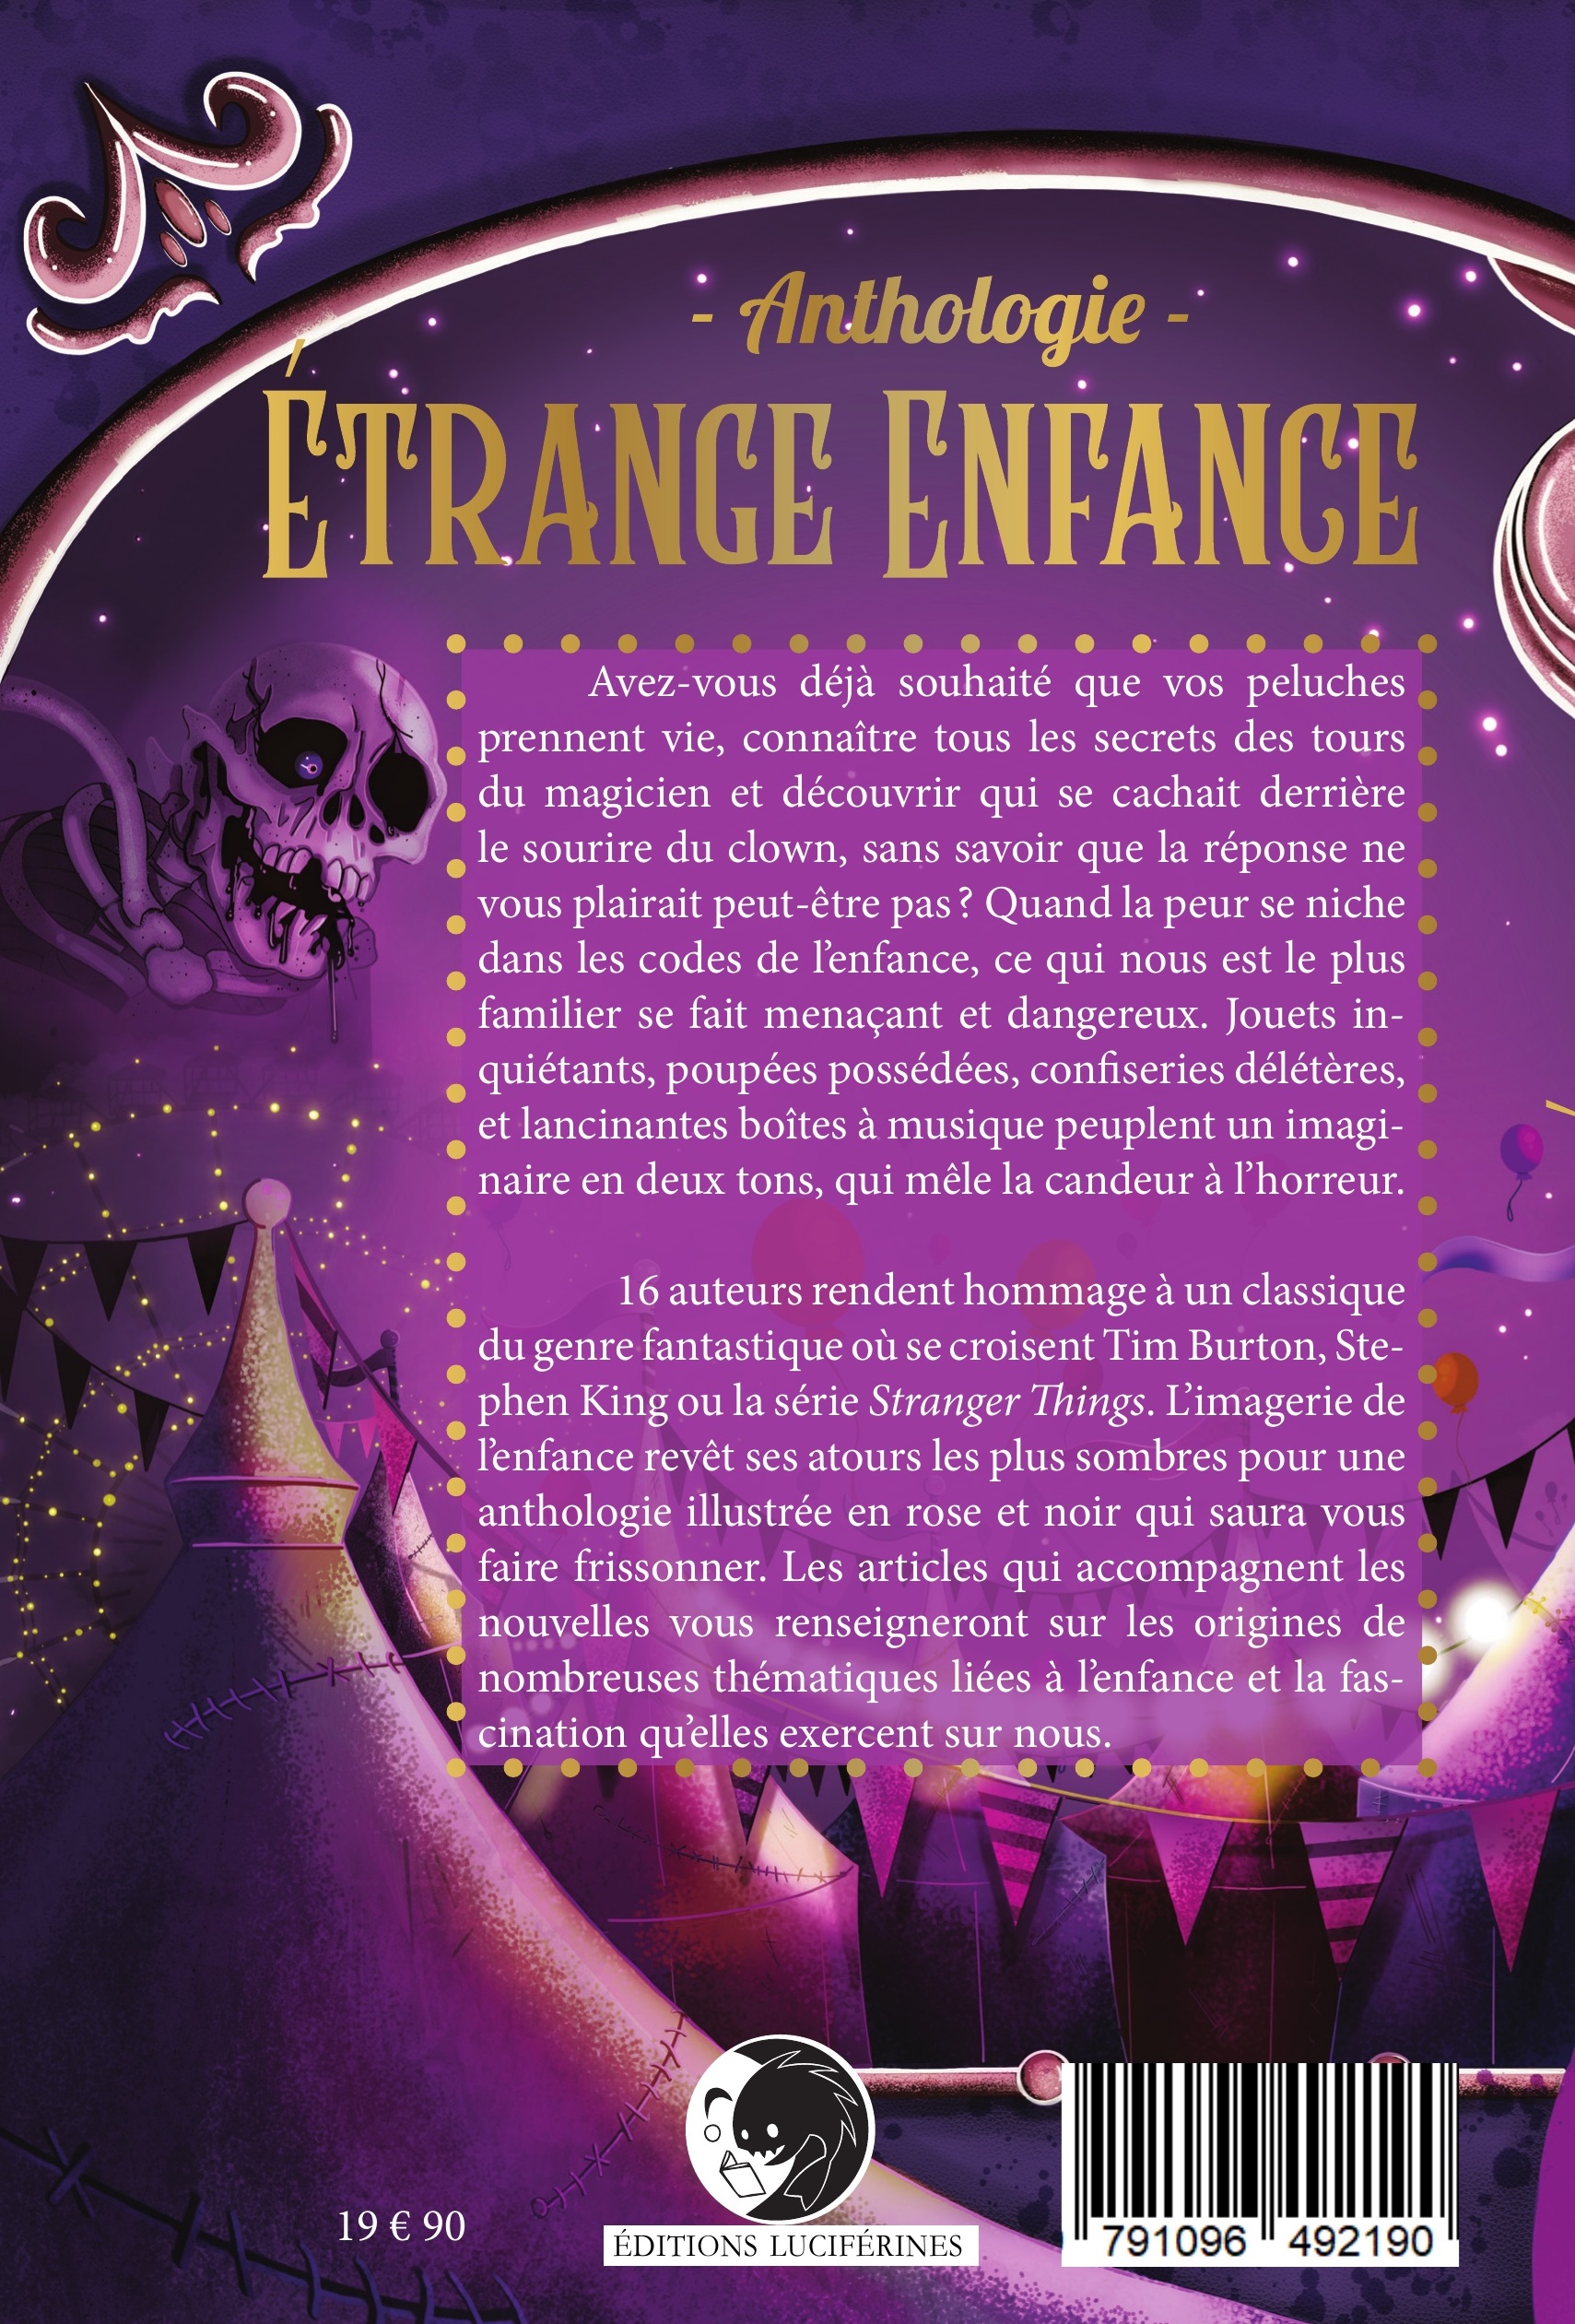 - Anthologie -
ÉTRANGE ENFANCE
Avez-vous déjà souhaité que vos peluches
prennent vie, connaître tous les secrets des tours
du magicien et découvrir qui se cachait derrière
le sourire du clown, sans savoir que la réponse ne
vous plairait peut-être pas ? Quand la peur se niche
dans les codes de l’enfance, ce qui nous est le plus
familier se fait menaçant et dangereux. Jouets in-
quiétants, poupées possédées, confiseries délétères,
et lancinantes boîtes à musique peuplent un imagi-
naire en deux tons, qui mêle la candeur à l’horreur.
16 auteurs rendent hommage à un classique
du genre fantastique où se croisent Tim Burton, Ste-
phen King ou la série Stranger Things. L’imagerie de
l’enfance revêt ses atours les plus sombres pour une
anthologie illustrée en rose et noir qui saura vous
faire frissonner. Les articles qui accompagnent les
nouvelles vous renseigneront sur les origines de
nombreuses thématiques liées à l’enfance et la fas-
cination qu’elles exercent sur nous.
19 € 90
ÉDITIONS LUCIFÉRINES
791096 492190